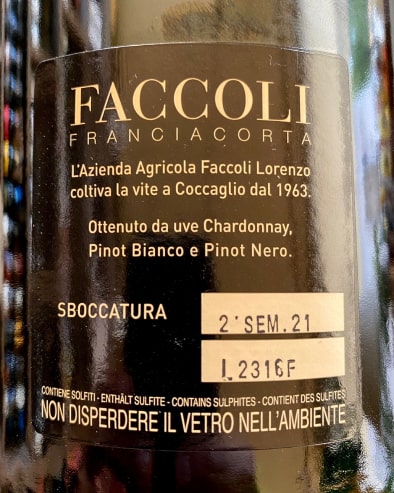 FACCOLI
FRANCIACORTA
L'Azienda Agricola Faccoli Lorenzo
coltiva la vite a Coccaglio dal 1963.
Ottenuto da uve Chardonnay,
Pinot Bianco e Pinot Nero.
SBOCCATURA
2°SEM.21
L2316F
CONTIENE SOLFITI - ENTHÄLT SULFITE - CONTAINS SULPHITES - CONTIENT DES SULFITES
NON DISPERDERE IL VETRO NELL'AMBIENTE